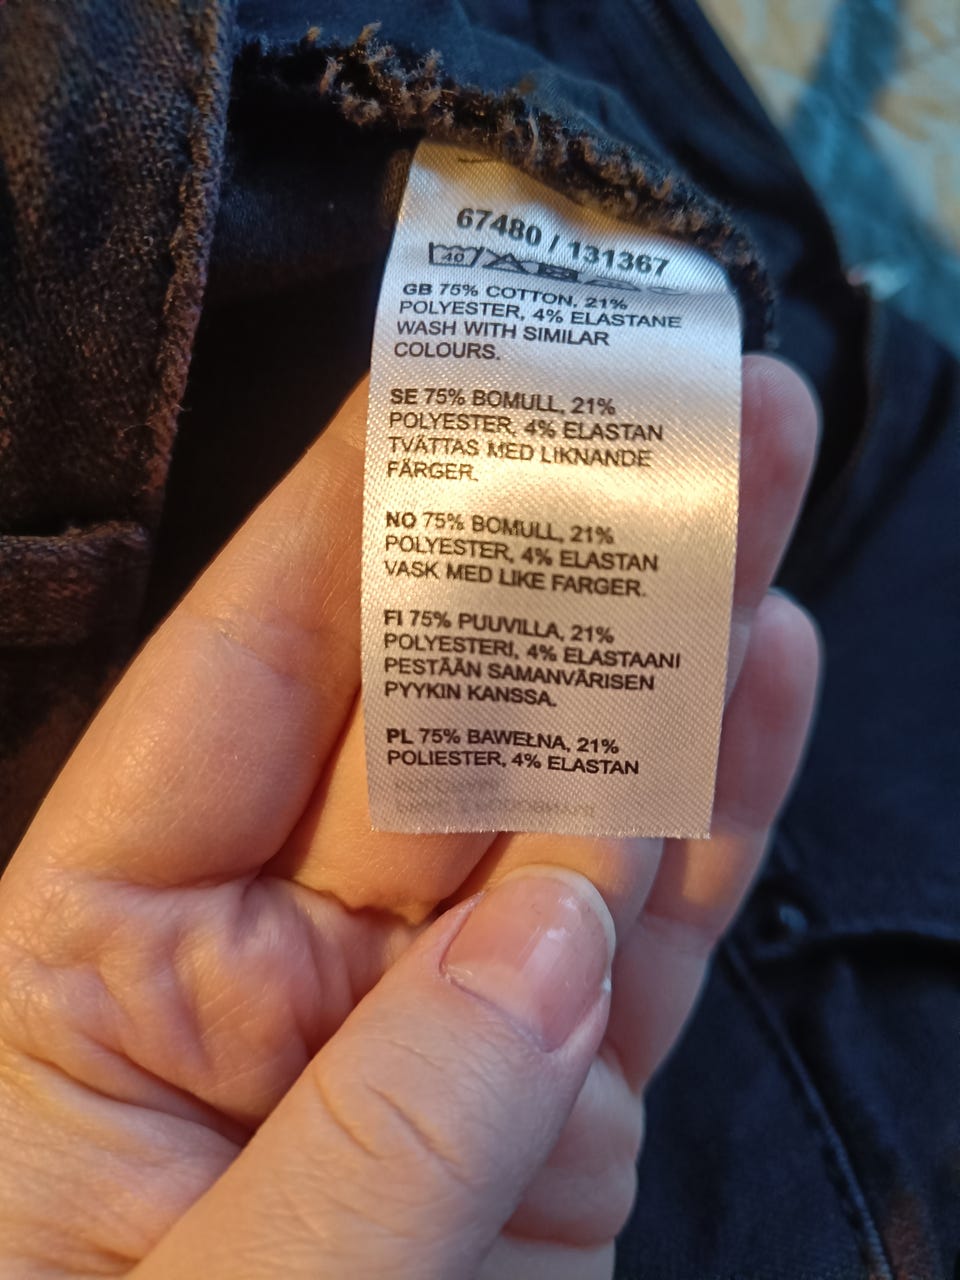 67480 / 131367
40
GB 75% COTTON, 21%
POLYESTER, 4% ELASTANE
WASH WITH SIMILAR
COLOURS.
SE 75% BOMULL, 21%
POLYESTER, 4% ELASTAN
TVÄTTAS MED LIKNANDE
FÄRGER.
NO 75% BOMULL, 21%
POLYESTER, 4% ELASTAN
VASK MED LIKE FARGER.
FI 75% PUUVILLA, 21%
POLYESTERI, 4% ELASTAANI
PESTÄÄN SAMANVÄRISEN
PYYKIN KANSSA.
PL 75% BAWEŁNA, 21%
POLIESTER, 4% ELASTAN